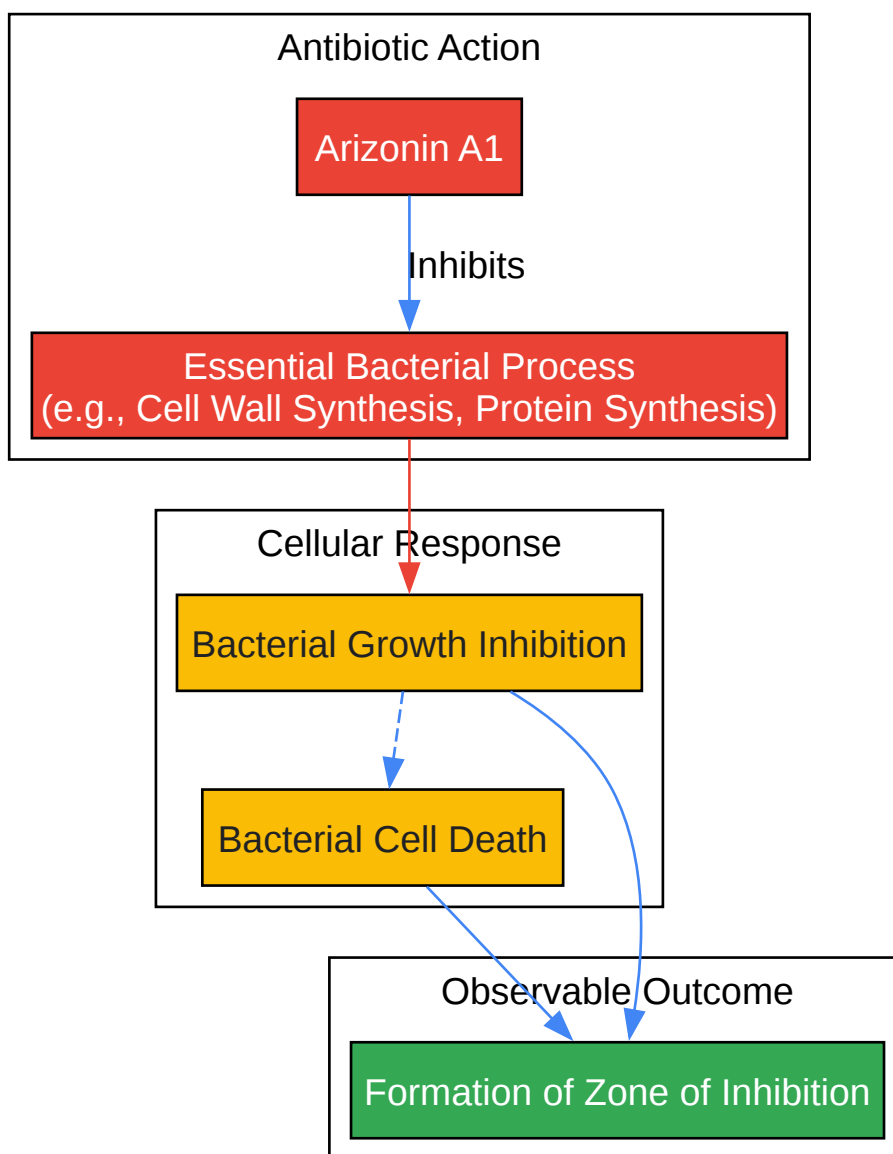 Antibiotic Action
Arizonin A1
Inhibits
Essential Bacterial Process
(e.g., Cell Wall Synthesis, Protein Synthesis)
Cellular Response
Bacterial Growth Inhibition
Bacterial Cell Death
Observable Outcome
Formation of Zone of Inhibition